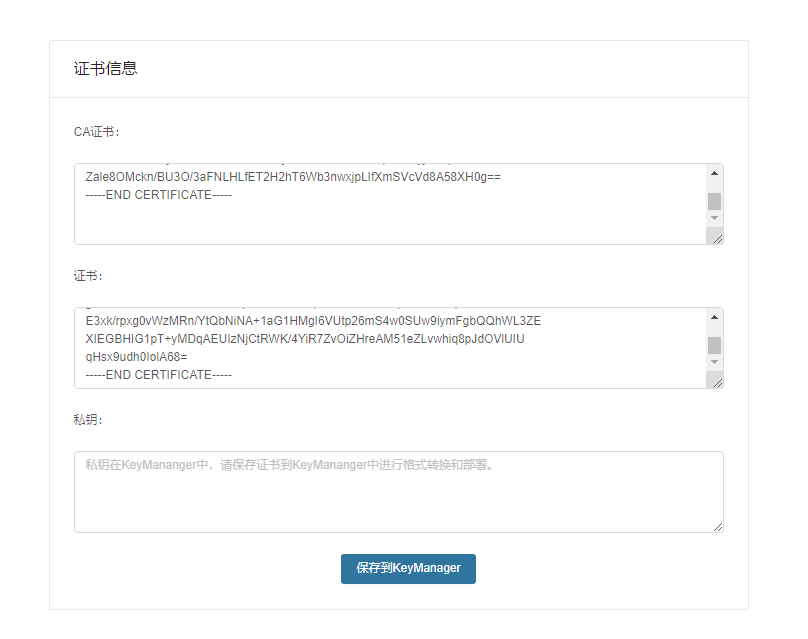 证书信息
CA证书：
Zale8OMckn/BU3O/3aFNLHLfET2H2hT6Wb3nwxjpLlfXmSVcVd8A58XH0g==
-----END CERTIFICATE-----
证书：
E3xk/rpxg0vWzMRn/YtQbNiNA+1aG1HMgI6VUtp26mS4w0SUw9iymFgbQQhWL3ZE
XIEGBHIG1pT+yMDqAEUIzNjCtRWK/4YiR7ZvOiZHreAM51eZLvwhiq8pJdOVIUIU
qHsx9udh0IolA68=
-----END CERTIFICATE-----
私钥：
私钥在KeyMananger中，请保存证书到KeyMananger中进行格式转换和部署。
保存到KeyManager